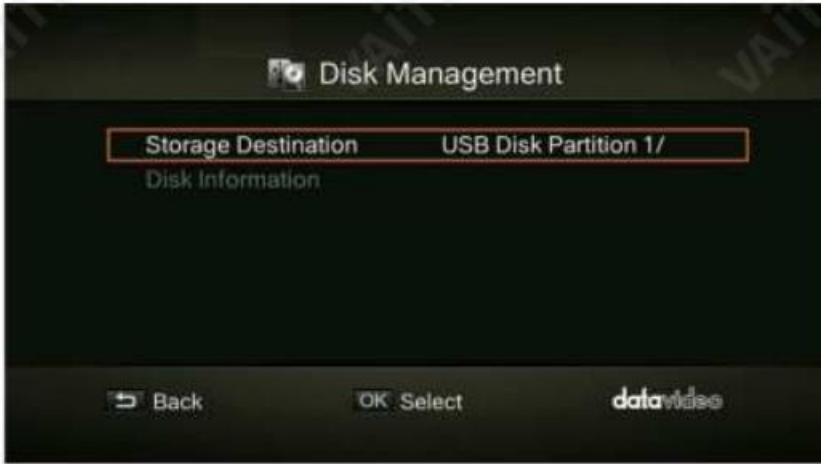 Disk Management
Storage Destination USB Disk Partition 1/
Disk Information
Back OK Select datavideo